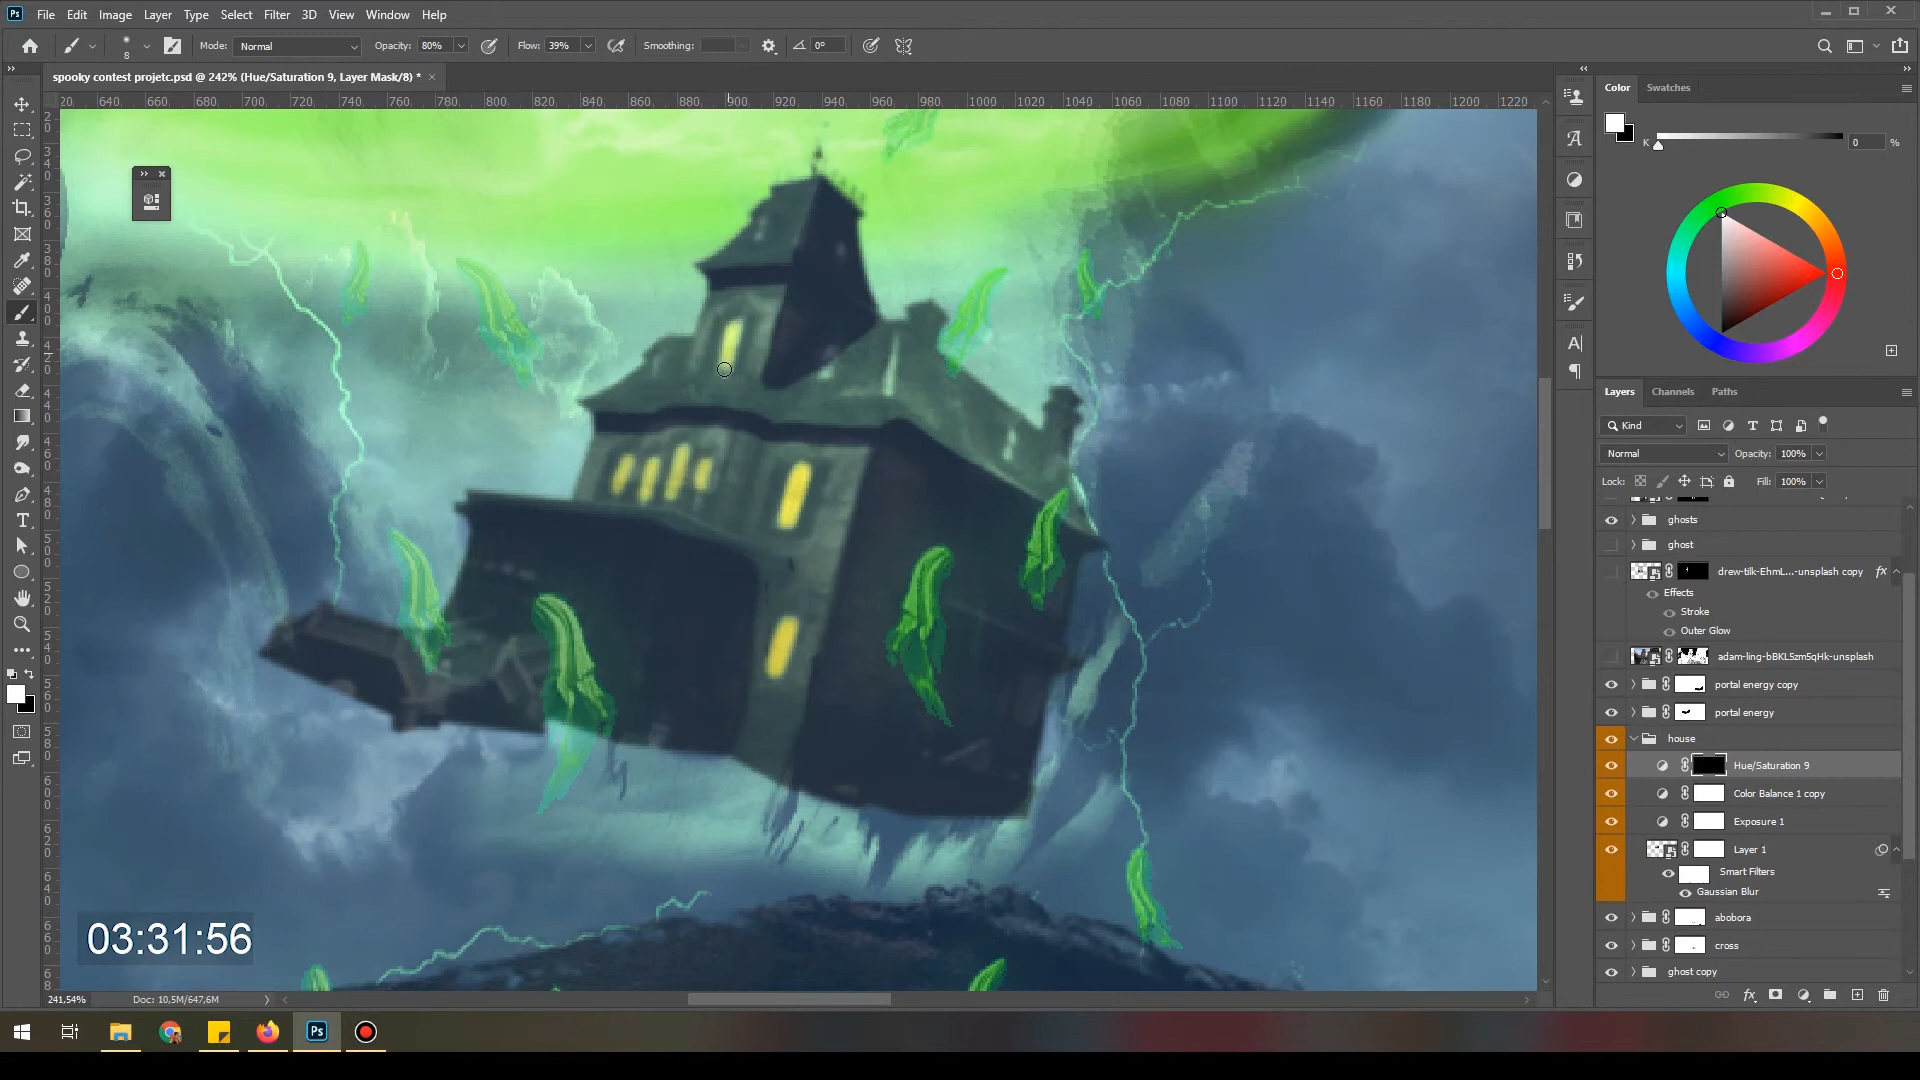 Ps File Edit Image Layer Type Select Filter 3D View Window Help
8 Mode: Normal Opacity: 80% Flow: 39% Smoothing: 0°
spooky contest projetc.psd @ 242% (Hue/Saturation 9, Layer Mask/8) * ×
640 660 680 700 720 740 760 780 800 820 840 860 880 900 920 940 960 980 1000 1020 1040 1060 1080 1100 1120 1140 1160 1180 1200 1220
Color Swatches
K 0 %
Layers Channels Paths
Kind
Normal Opacity: 100%
Lock: Fill: 100%
ghosts
ghost
drew-tilk-EhmL...-unsplash copy fx
Effects
Stroke
Outer Glow
adam-ling-bBKL5zm5qHk-unsplash
portal energy copy
portal energy
house
Hue/Saturation 9
Color Balance 1 copy
Exposure 1
Layer 1
Smart Filters
Gaussian Blur
abobora
cross
ghost copy
03:31:56
241,54% Doc: 10,5M/647,6M
fx
Ps